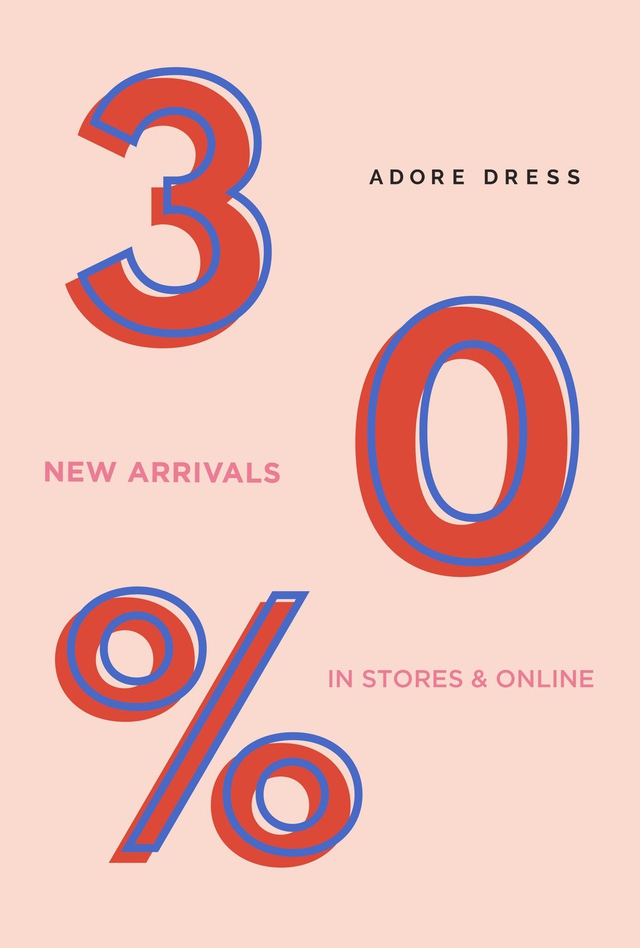 3
ADORE DRESS
0
NEW ARRIVALS
%
IN STORES & ONLINE